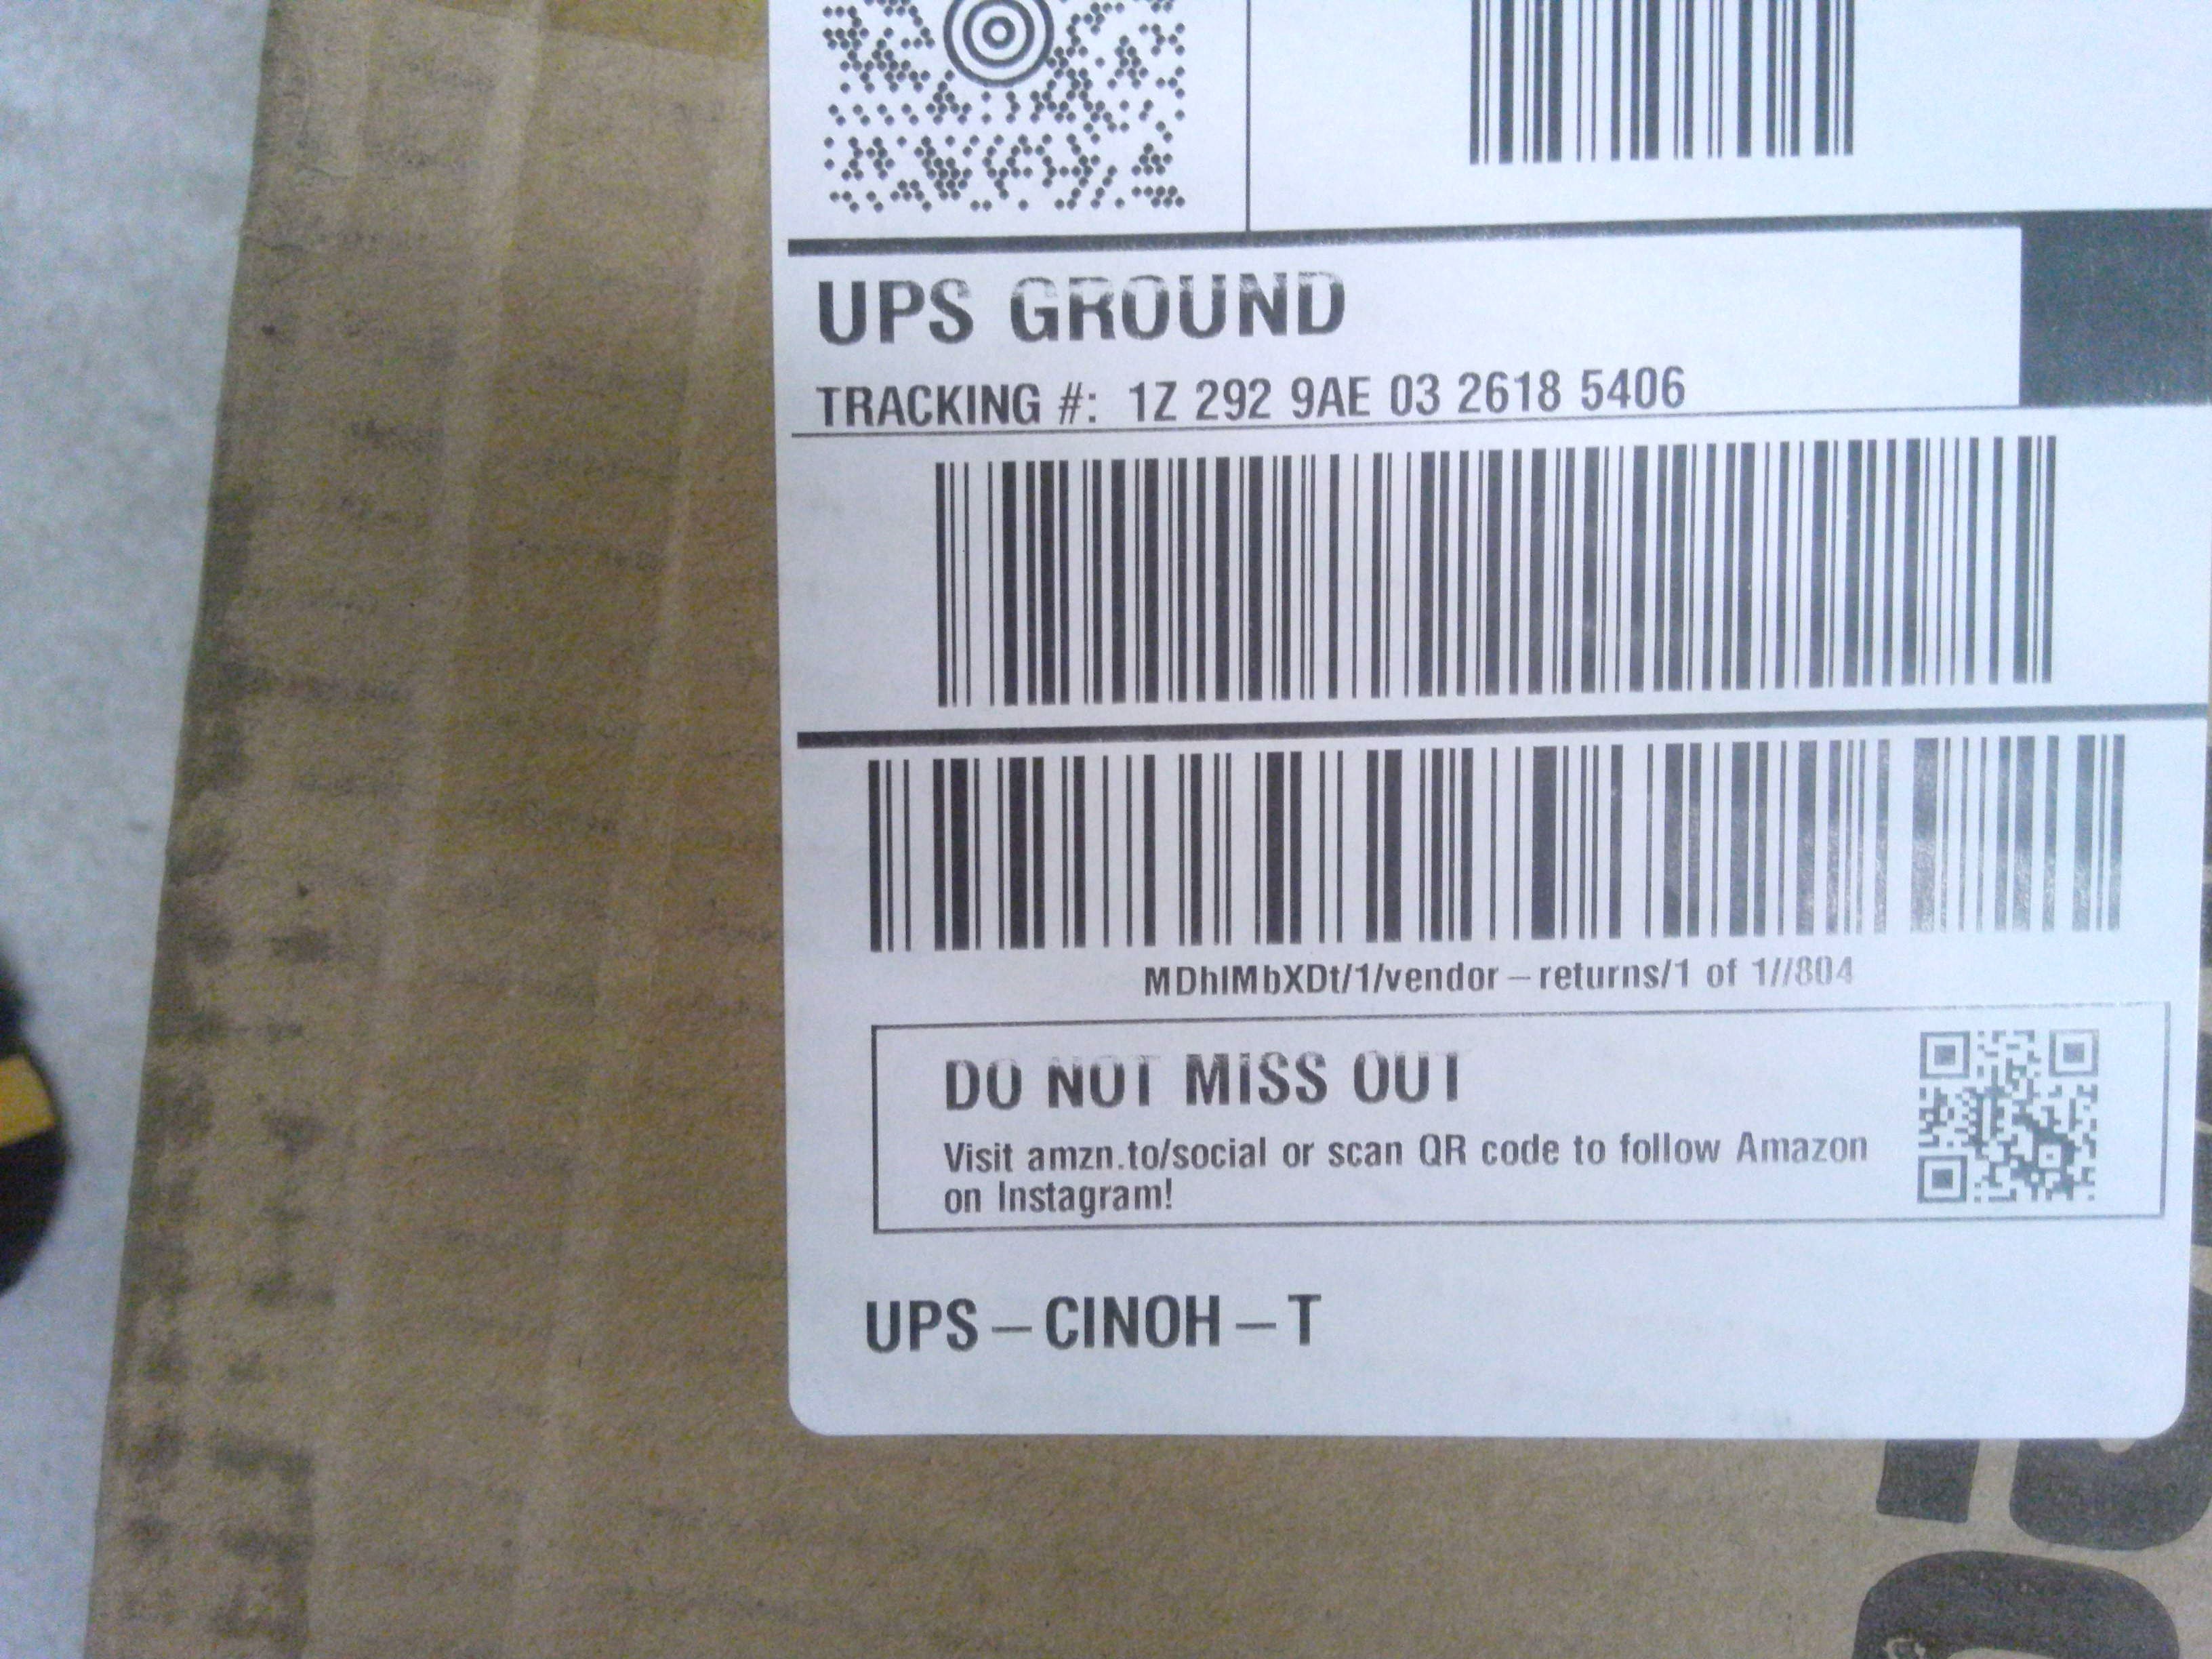 UPS GROUND
TRACKING #: 1Z 292 9AE 03 2618 5406
MDhlMbXDt/1/vendor-returns/1 of 1//804
DO NOT MISS OUT
Visit amzn.to/social or scan QR code to follow Amazon
on Instagram!
UPS-CINOH-T